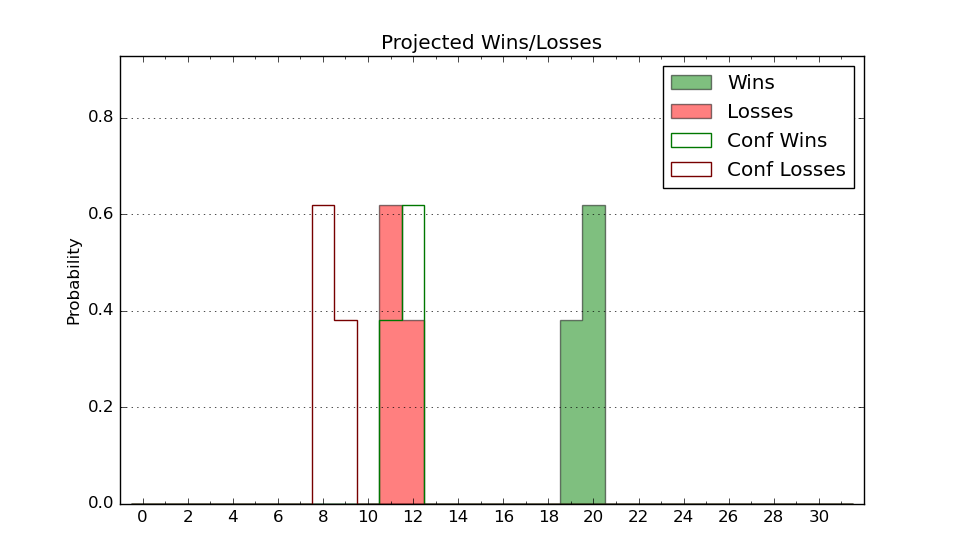 Projected Wins/Losses
Wins
Losses
Conf Wins
Conf Losses
Probability
0.8
0.6
0.4
0.2
0.0
0 2 4 6 8 10 12 14 16 18 20 22 24 26 28 30